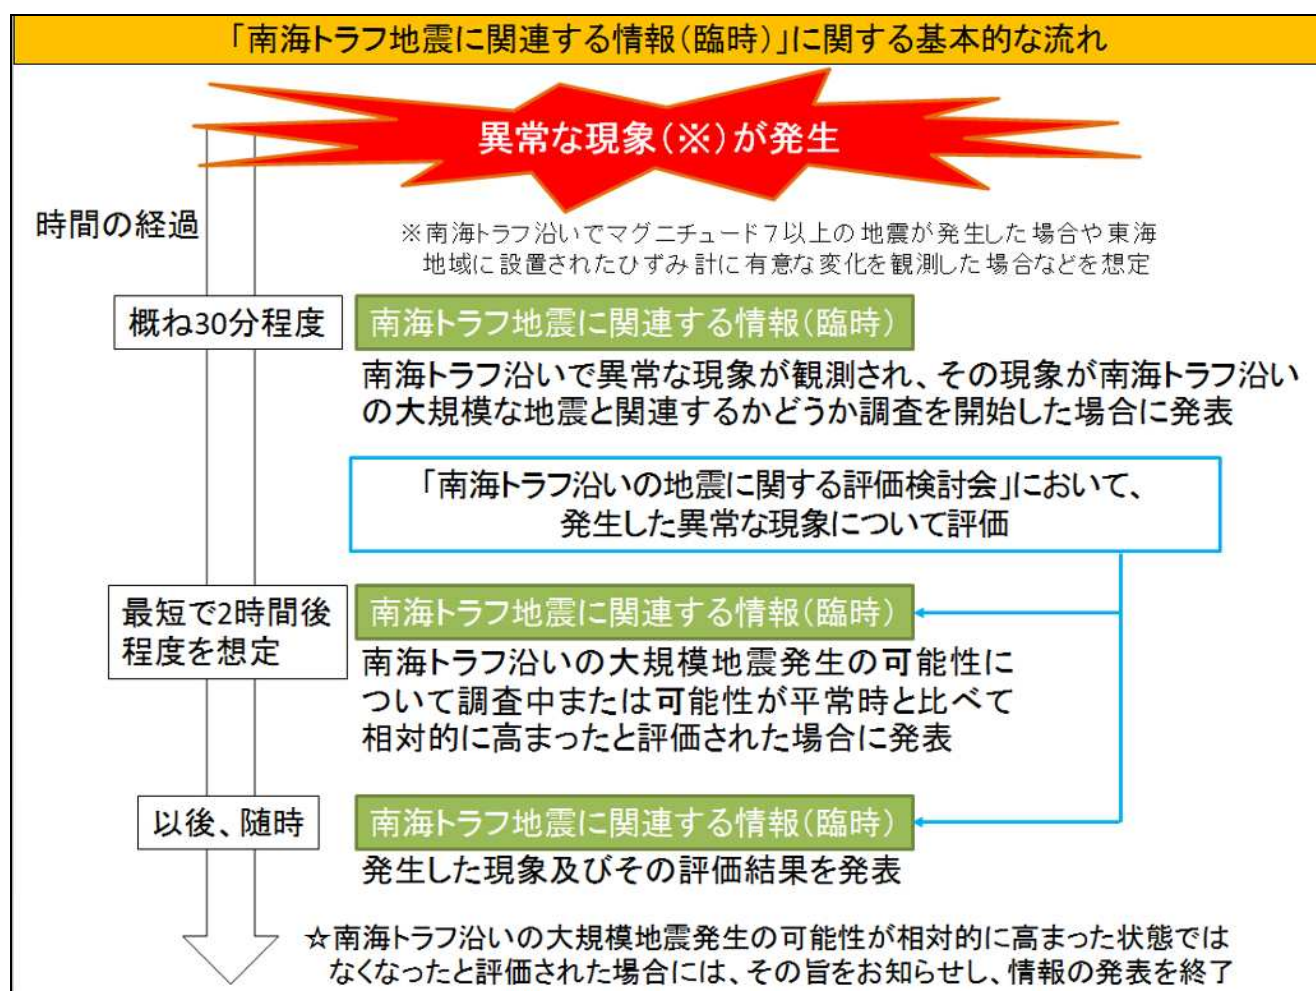 「南海トラフ地震に関連する情報(臨時)」に関する基本的な流れ
異常な現象(※)が発生
時間の経過
※南海トラフ沿いでマグニチュード7以上の地震が発生した場合や東海
地域に設置されたひずみ計に有意な変化を観測した場合などを想定
概ね30分程度
南海トラフ地震に関連する情報(臨時)
南海トラフ沿いで異常な現象が観測され、その現象が南海トラフ沿い
の大規模な地震と関連するかどうか調査を開始した場合に発表
「南海トラフ沿いの地震に関する評価検討会」において、
発生した異常な現象について評価
最短で2時間後
程度を想定
南海トラフ地震に関連する情報(臨時)
南海トラフ沿いの大規模地震発生の可能性に
ついて調査中または可能性が平常時と比べて
相対的に高まったと評価された場合に発表
以後、随時
南海トラフ地震に関連する情報(臨時)
発生した現象及びその評価結果を発表
☆南海トラフ沿いの大規模地震発生の可能性が相対的に高まった状態では
なくなったと評価された場合には、その旨をお知らせし、情報の発表を終了